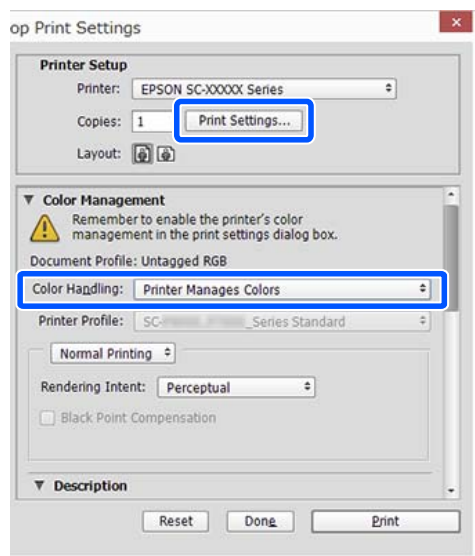 op Print Settings
Printer Setup
Printer: EPSON SC-XXXXX Series
Copies: 1 Print Settings...
Layout:
Color Management
Remember to enable the printer's color
management in the print settings dialog box.
Document Profile: Untagged RGB
Color Handling: Printer Manages Colors
Printer Profile: SC- _Series Standard
Normal Printing
Rendering Intent: Perceptual
Black Point Compensation
Description
Reset Done Print